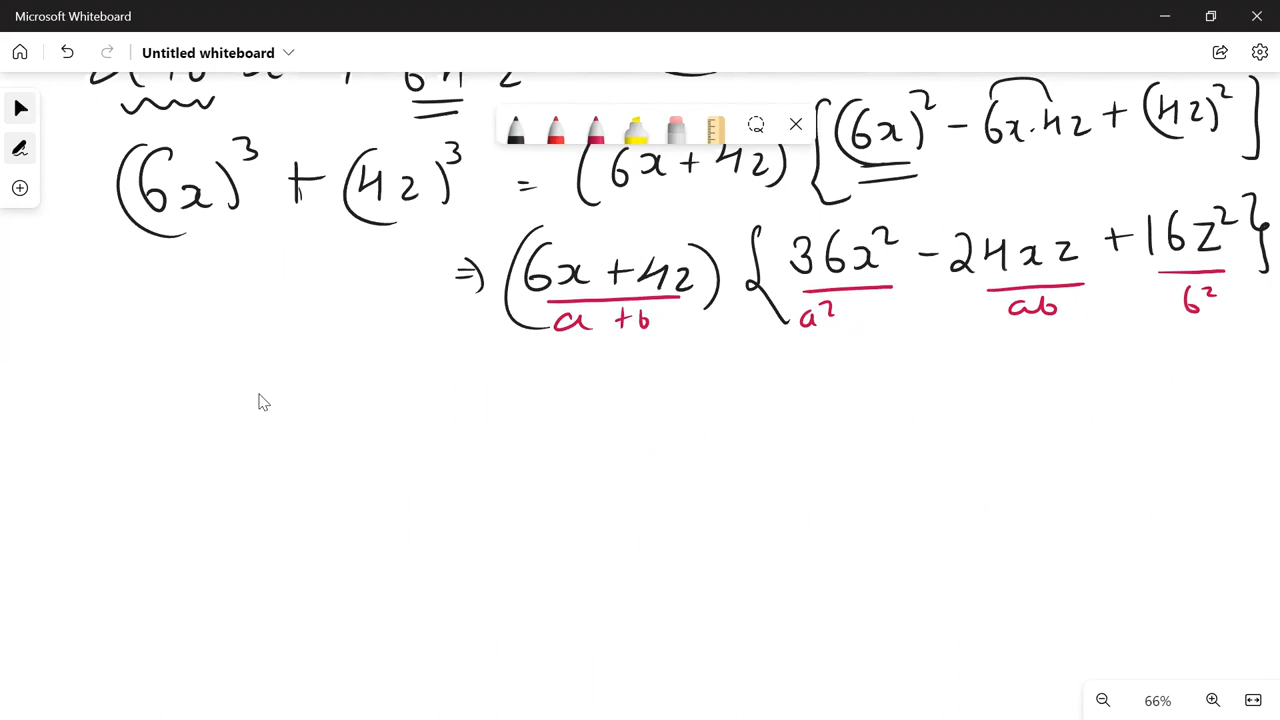 Microsoft Whiteboard
Untitled whiteboard
(6x)³ + (4z)³ = (6x + 4z) {(6x)² - 6x.4z + (4z)²]
⇒ (6x + 4z) {36x² - 24xz + 16z²}
a + b a² ab b²
66%